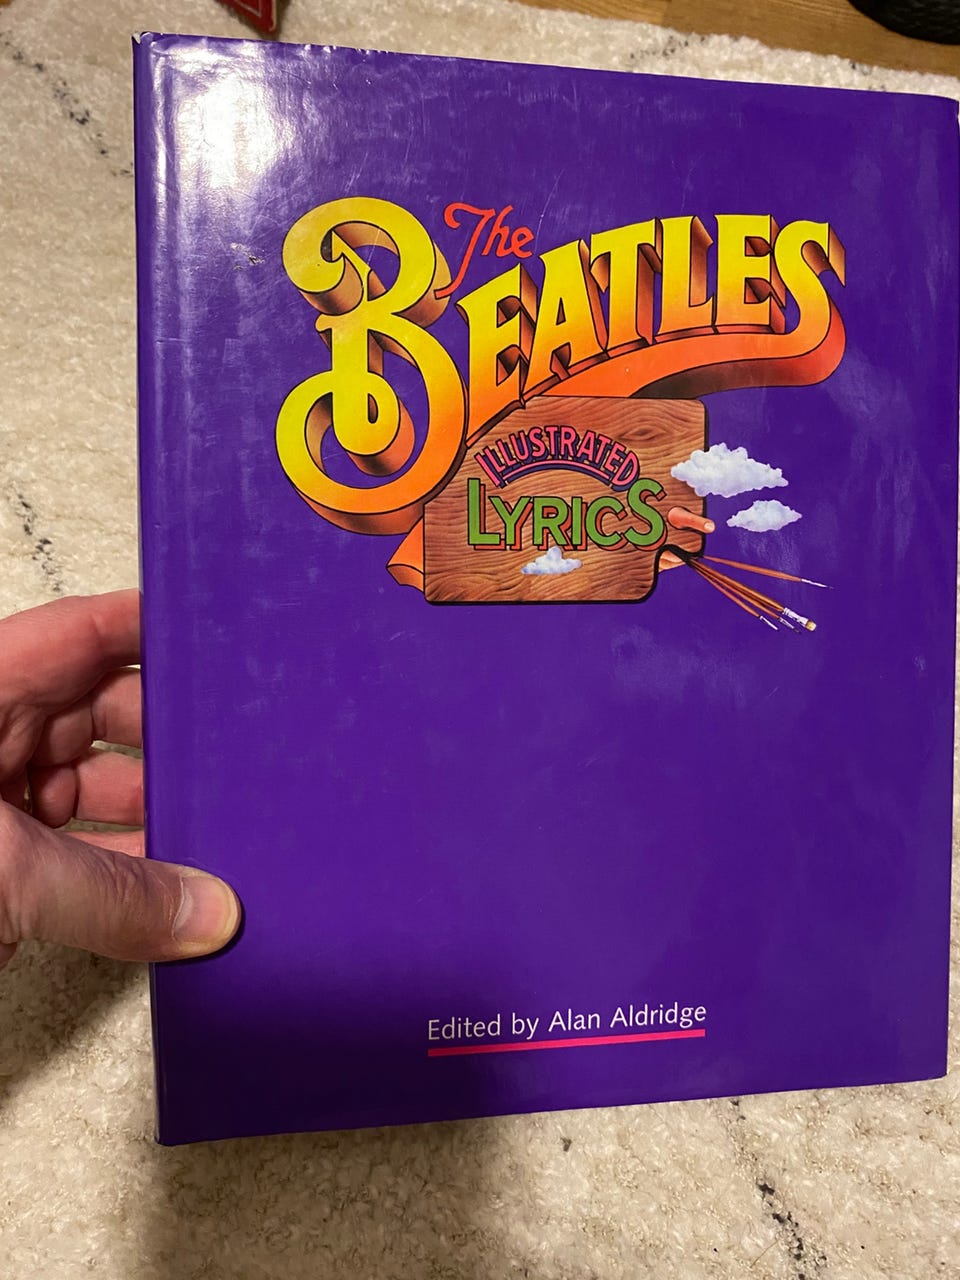 The
BEATLES
ILLUSTRATED
LYRICS
Edited by Alan Aldridge